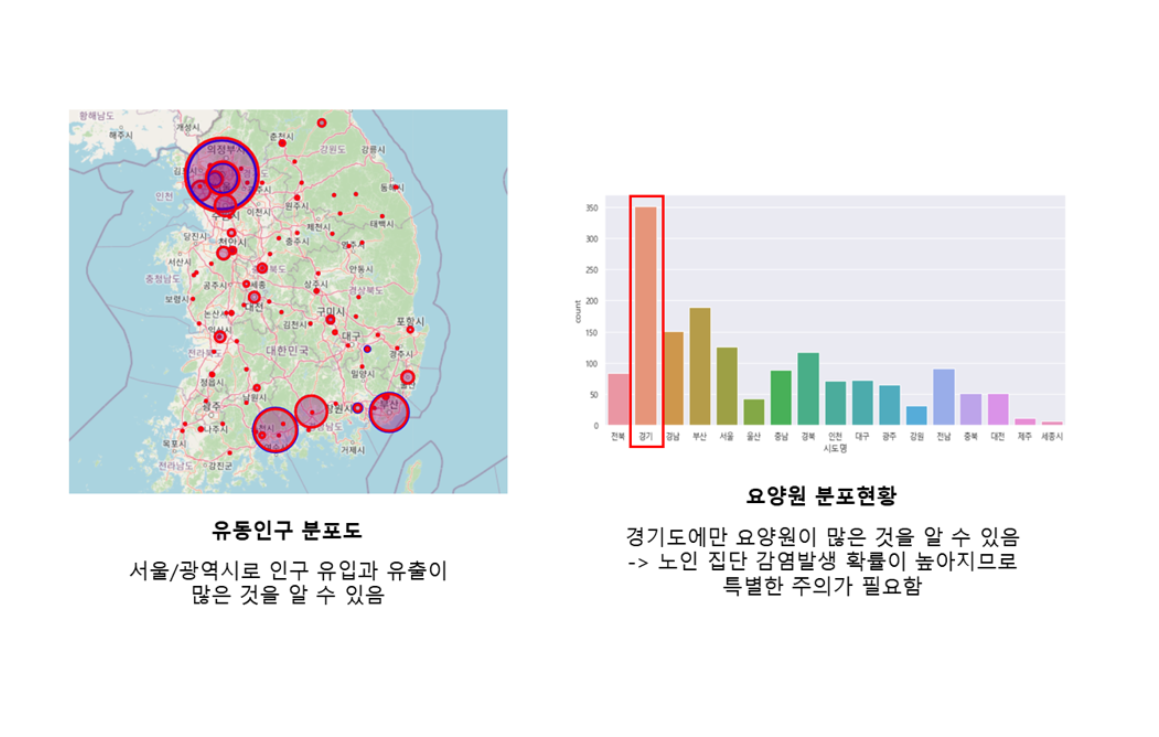 황해남도
해주시
개성시
춘천시
강원도
강릉시
의정부시
인천
이천시
원주시
동해시
제천시
태백시
당진시
천안시
충주시
영주시
서산시
안동시
충청남도
공주시
세종
상주시
경상북도
보령시
대전
논산시
구미시
김천시
포항시
대구
익산시
대한민국
전라북도
경주시
밀양시
정읍시
남원시
광주
부산
나주시
목포시
거제시
전라남도
강진군
유동인구 분포도
서울/광역시로 인구 유입과 유출이
많은 것을 알 수 있음
350
300
250
200
150
100
50
0
count
전북 경기 경남 부산 서울 울산 충남 경북 인천 대구 광주 강원 전남 충북 대전 제주 세종시
시도명
요양원 분포현황
경기도에만 요양원이 많은 것을 알 수 있음
-> 노인 집단 감염발생 확률이 높아지므로
특별한 주의가 필요함